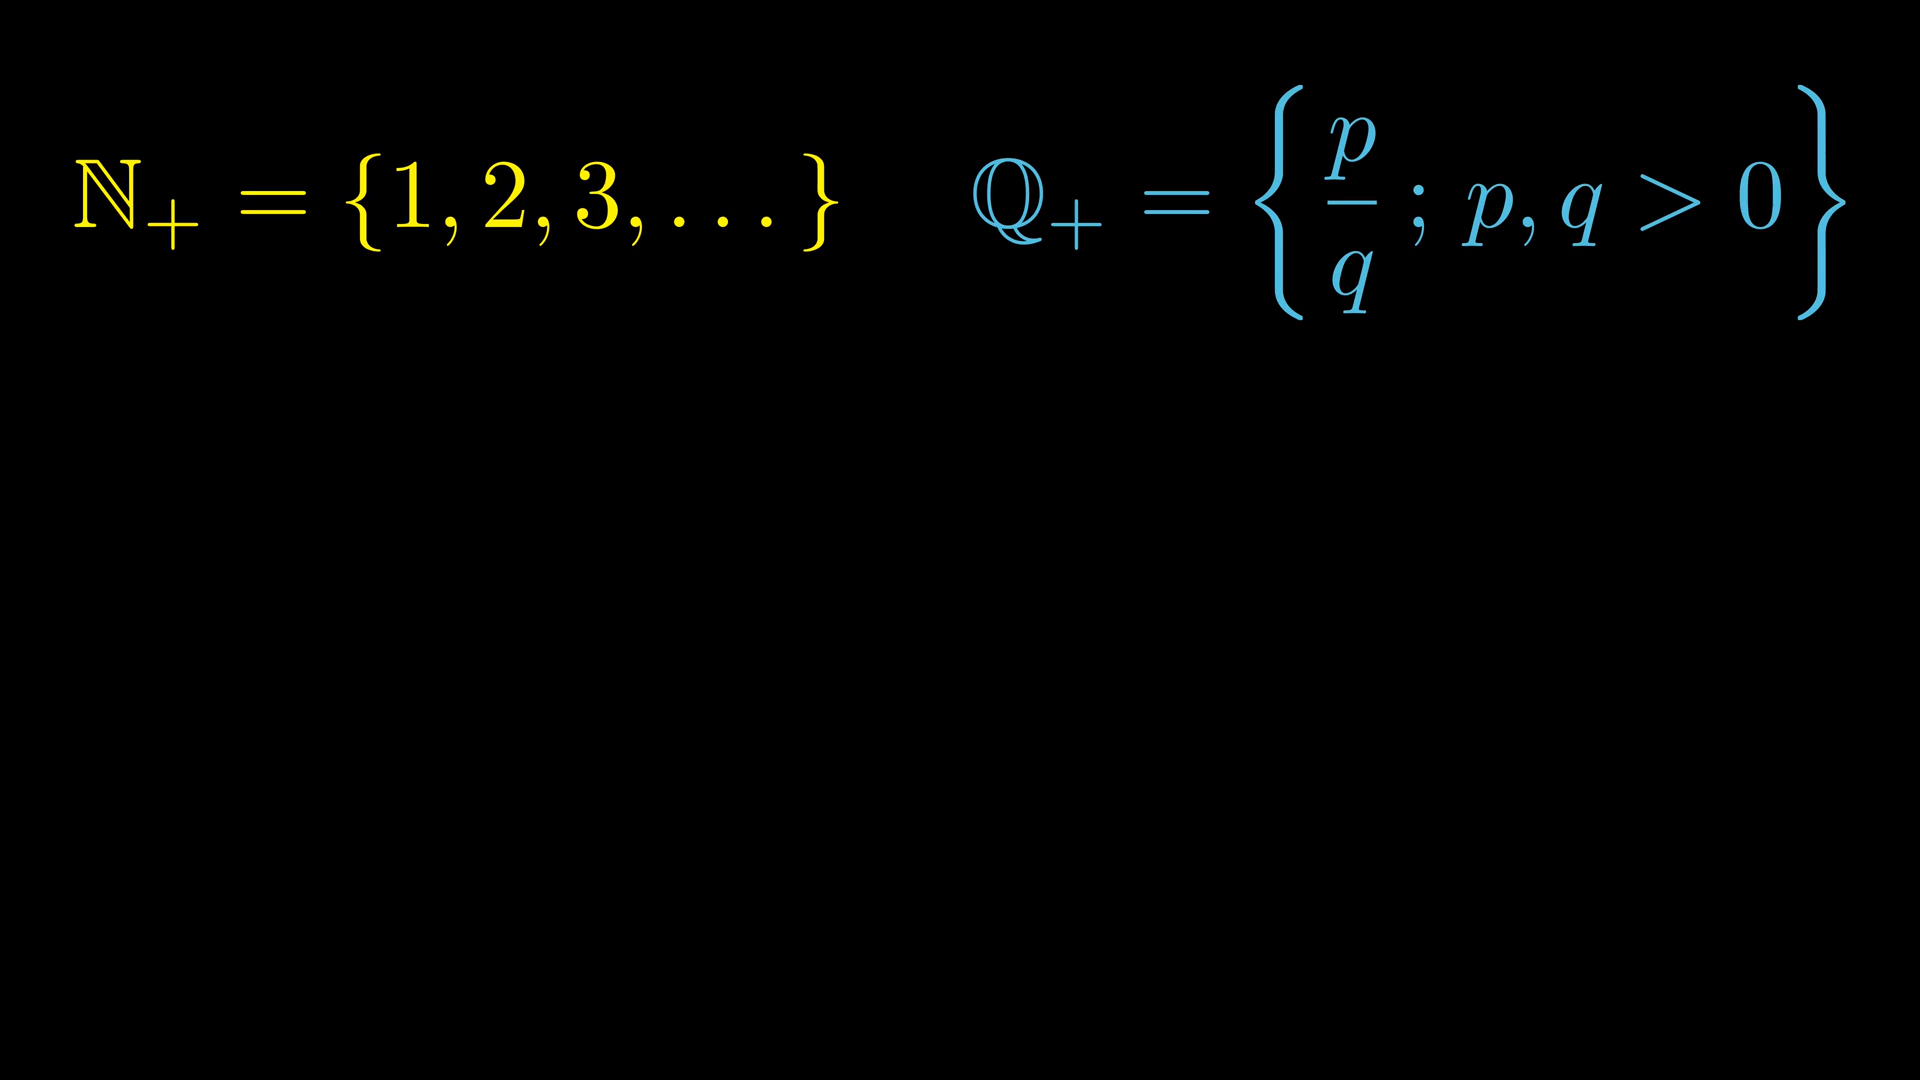 ℕ₊ = {1, 2, 3, . . . }
ℚ₊ = { p/q ; p, q > 0 }